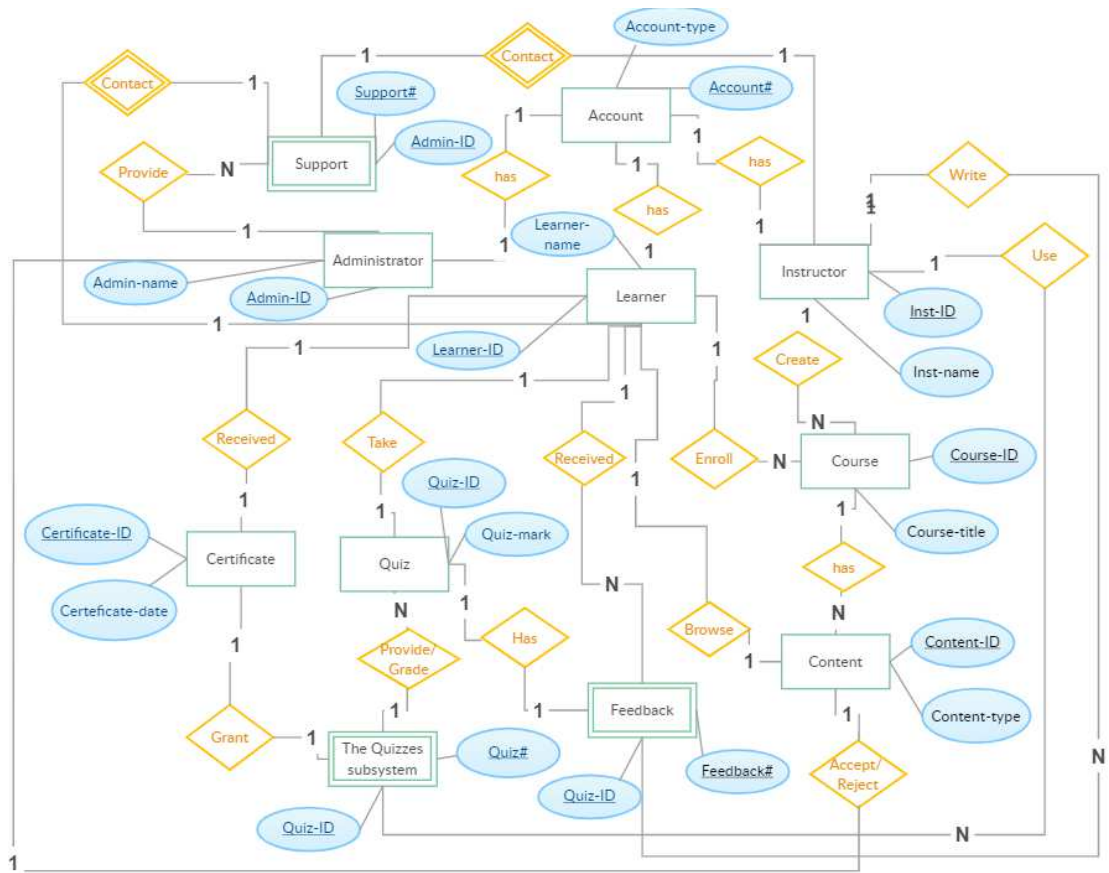 Account-type
1
Contact
1
Contact
1
Support#
Account#
1
Account
Admin-ID
1
Support
1
has
Write
Provide
N
has
1
1
has
Learner-name
1
1
1
1
Administrator
Instructor
1
Use
Admin-name
Admin-ID
Learner
Inst-ID
1
1
Learner-ID
1
1
Create
Inst-name
1
1
N
Received
Take
Received
Enroll
N
Course
Course-ID
Quiz-ID
1
1
1
1
Certificate-ID
Quiz-mark
Course-title
Certificate
Quiz
has
Certeficate-date
N
1
N
N
Has
Browse
Content-ID
1
Provide/
Grade
1
Content
1
Content-type
Grant
1
1
1
Feedback
1
The Quizzes
subsystem
Quiz#
Feedback#
Accept/
Reject
N
Quiz-ID
Quiz-ID
N
1